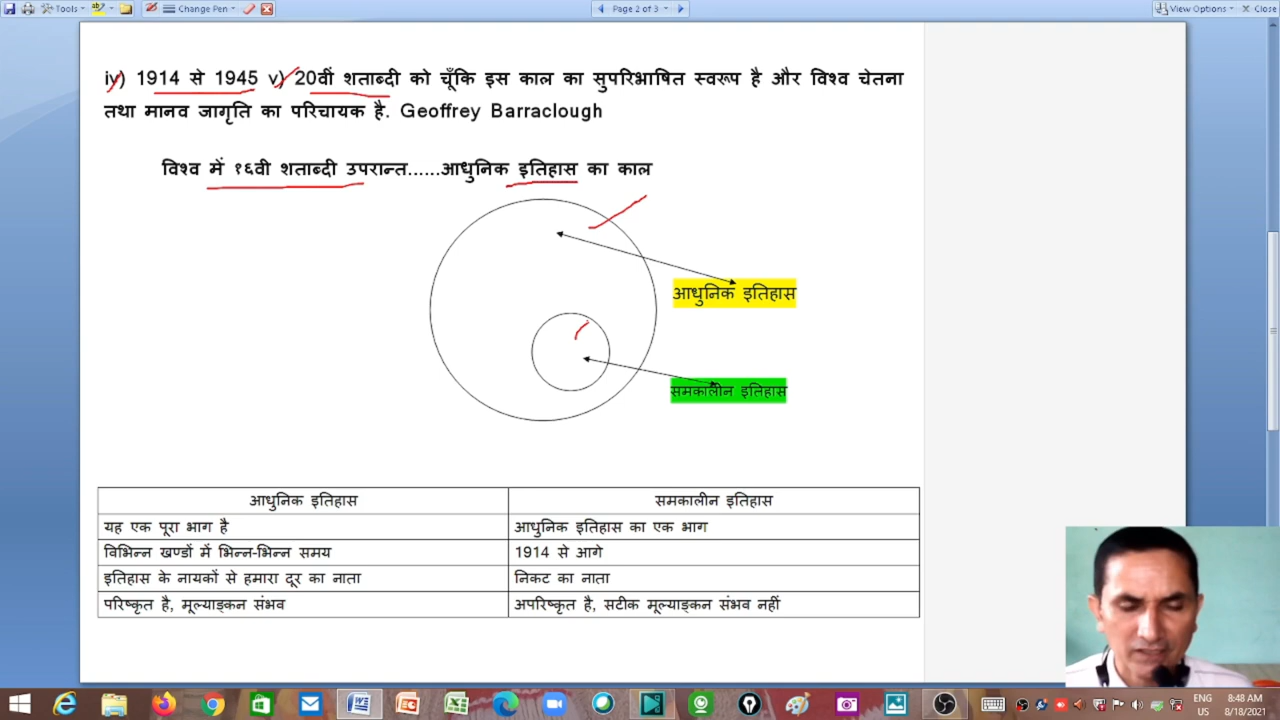 Tools
Change Pen
Page 2 of 3
View Options
Close
iv) 1914 से 1945 v) 20वीं शताब्दी को चूँकि इस काल का सुपरिभाषित स्वरूप है और विश्व चेतना
तथा मानव जागृति का परिचायक है. Geoffrey Barraclough
विश्व में १६वी शताब्दी उपरान्त......आधुनिक इतिहास का काल
आधुनिक इतिहास
समकालीन इतिहास
आधुनिक इतिहास समकालीन इतिहास
यह एक पूरा भाग है आधुनिक इतिहास का एक भाग
विभिन्न खण्डों में भिन्न-भिन्न समय 1914 से आगे
इतिहास के नायकों से हमारा दूर का नाता निकट का नाता
परिष्कृत है, मूल्याङ्कन संभव अपरिष्कृत है, सटीक मूल्याङ्कन संभव नहीं
ENG 8:48 AM
US 8/18/2021